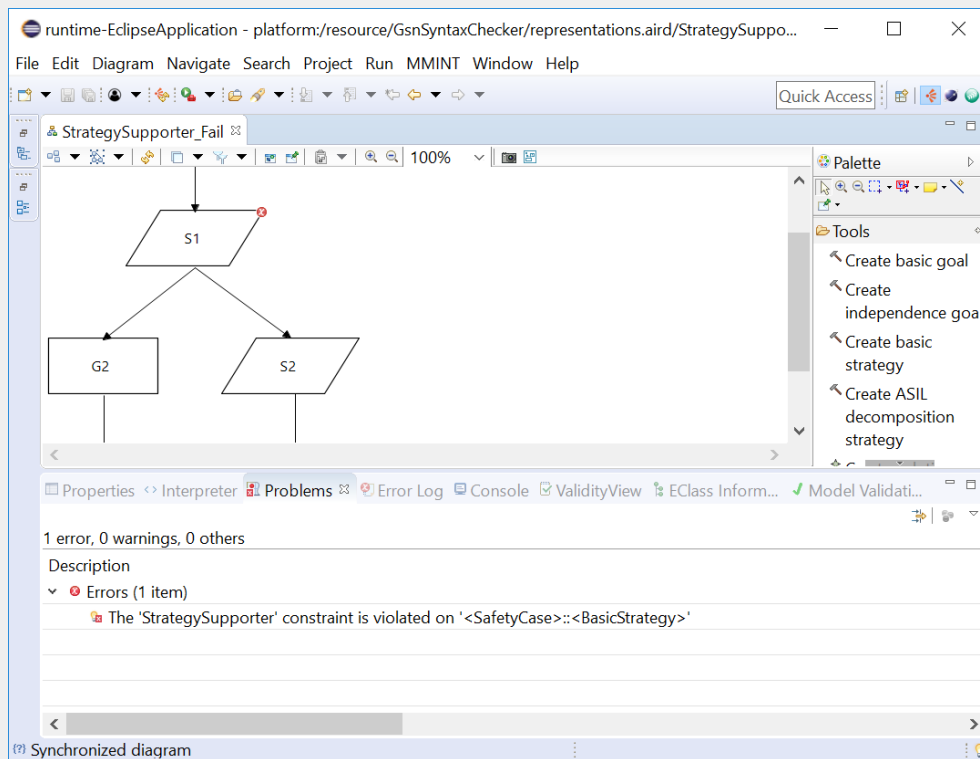 runtime-EclipseApplication - platform:/resource/GsnSyntaxChecker/representations.aird/StrategySuppo...
File Edit Diagram Navigate Search Project Run MMINT Window Help
Quick Access
StrategySupporter_Fail
100%
Palette
S1
G2
S2
Tools
Create basic goal
Create
independence goa
Create basic
strategy
Create ASIL
decomposition
strategy
Properties Interpreter Problems Error Log Console ValidityView EClass Inform... Model Validati...
1 error, 0 warnings, 0 others
Description
Errors (1 item)
The 'StrategySupporter' constraint is violated on '<SafetyCase>::<BasicStrategy>'
Synchronized diagram